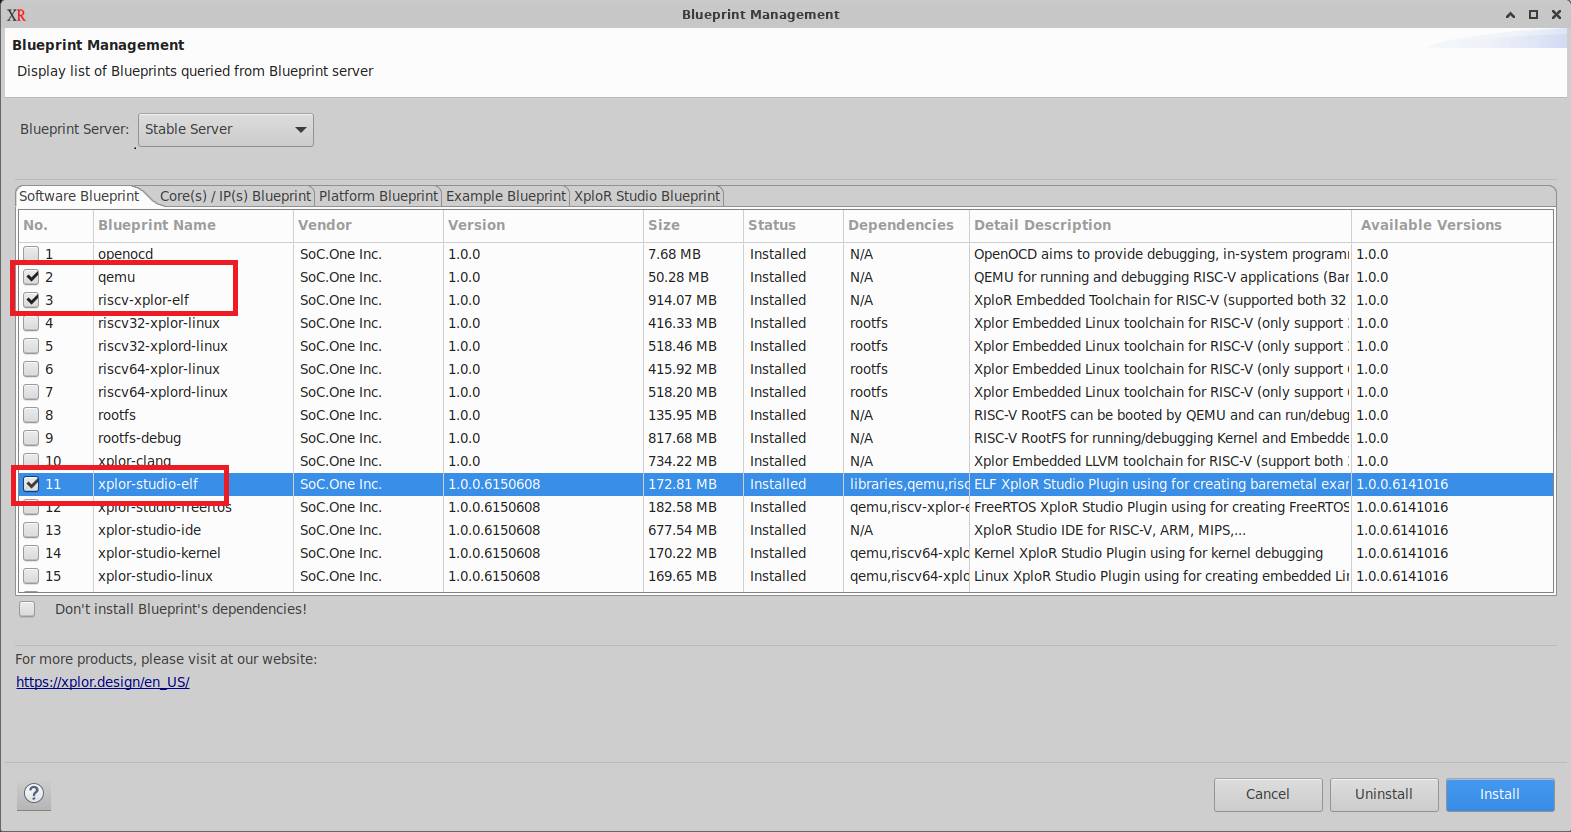 XR Blueprint Management
Blueprint Management
Display list of Blueprints queried from Blueprint server
Blueprint Server: Stable Server
Software Blueprint Core(s) / IP(s) Blueprint Platform Blueprint Example Blueprint XploR Studio Blueprint
No. Blueprint Name Vendor Version Size Status Dependencies Detail Description Available Versions
1 openocd SoC.One Inc. 1.0.0 7.68 MB Installed N/A OpenOCD aims to provide debugging, in-system program 1.0.0
2 qemu SoC.One Inc. 1.0.0 50.28 MB Installed N/A QEMU for running and debugging RISC-V applications (Bar 1.0.0
3 riscv-xplor-elf SoC.One Inc. 1.0.0 914.07 MB Installed N/A XploR Embedded Toolchain for RISC-V (supported both 32 1.0.0
4 riscv32-xplor-linux SoC.One Inc. 1.0.0 416.33 MB Installed rootfs Xplor Embedded Linux toolchain for RISC-V (only support 1.0.0
5 riscv32-xplord-linux SoC.One Inc. 1.0.0 518.46 MB Installed rootfs Xplor Embedded Linux toolchain for RISC-V (only support 1.0.0
6 riscv64-xplor-linux SoC.One Inc. 1.0.0 415.92 MB Installed rootfs Xplor Embedded Linux toolchain for RISC-V (only support 1.0.0
7 riscv64-xplord-linux SoC.One Inc. 1.0.0 518.20 MB Installed rootfs Xplor Embedded Linux toolchain for RISC-V (only support 1.0.0
8 rootfs SoC.One Inc. 1.0.0 135.95 MB Installed N/A RISC-V RootFS can be booted by QEMU and can run/debug 1.0.0
9 rootfs-debug SoC.One Inc. 1.0.0 817.68 MB Installed N/A RISC-V RootFS for running/debugging Kernel and Embedde 1.0.0
10 xplor-clang SoC.One Inc. 1.0.0 734.22 MB Installed N/A Xplor Embedded LLVM toolchain for RISC-V (support both 1.0.0
11 xplor-studio-elf SoC.One Inc. 1.0.0.6150608 172.81 MB Installed libraries,qemu,risc ELF XploR Studio Plugin using for creating baremetal exar 1.0.0.6141016
12 xplor-studio-freertos SoC.One Inc. 1.0.0.6150608 182.58 MB Installed qemu,riscv-xplor-e FreeRTOS XploR Studio Plugin using for creating FreeRTOS 1.0.0.6141016
13 xplor-studio-ide SoC.One Inc. 1.0.0.6150608 677.54 MB Installed N/A XploR Studio IDE for RISC-V, ARM, MIPS,... 1.0.0.6141016
14 xplor-studio-kernel SoC.One Inc. 1.0.0.6150608 170.22 MB Installed qemu,riscv64-xplo Kernel XploR Studio Plugin using for kernel debugging 1.0.0.6141016
15 xplor-studio-linux SoC.One Inc. 1.0.0.6150608 169.65 MB Installed qemu,riscv64-xplo Linux XploR Studio Plugin using for creating embedded Lin 1.0.0.6141016
Don't install Blueprint's dependencies!
For more products, please visit at our website:
https://xplor.design/en_US/
? Cancel Uninstall Install